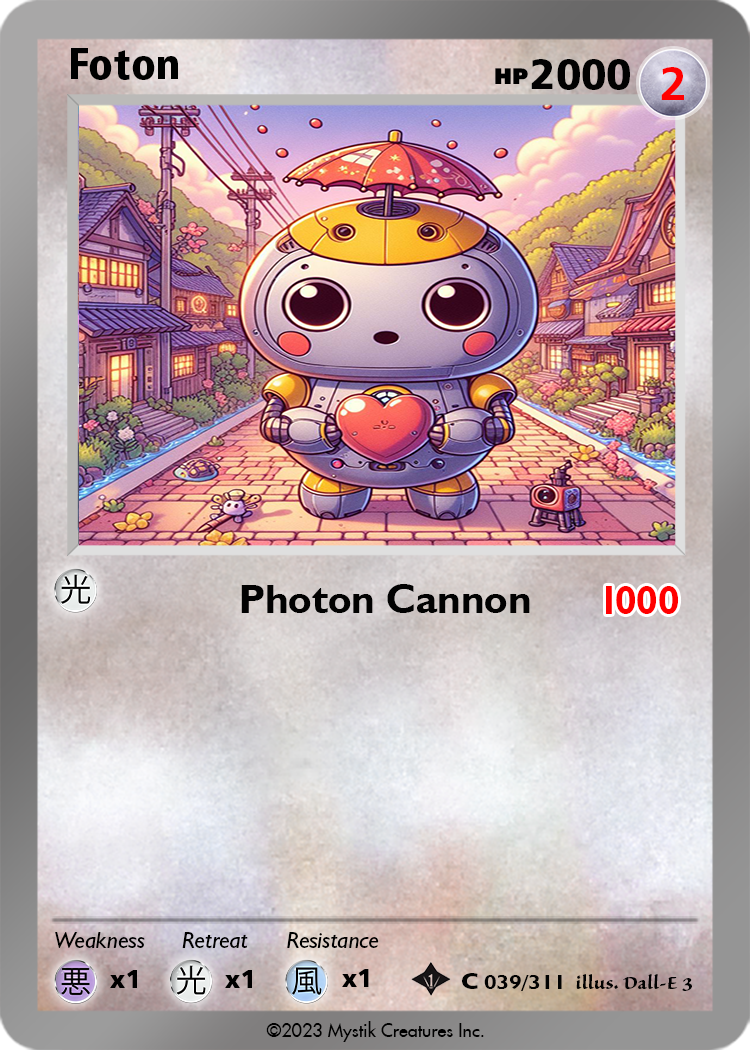 Foton
HP2000
2
光 Photon Cannon 1000
Weakness Retreat Resistance
悪 x1 光 x1 風 x1 1 C 039/311 illus. Dall-E 3
©2023 Mystik Creatures Inc.